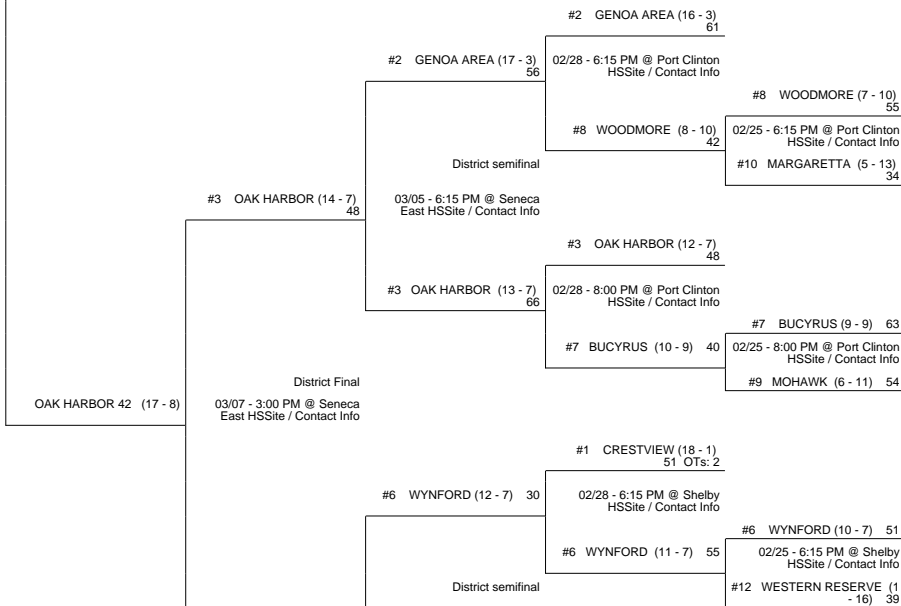 #2 GENOA AREA (16 - 3)
61
#2 GENOA AREA (17 - 3)
56
02/28 - 6:15 PM @ Port Clinton
HSSite / Contact Info
#8 WOODMORE (7 - 10)
55
#8 WOODMORE (8 - 10)
42
02/25 - 6:15 PM @ Port Clinton
HSSite / Contact Info
District semifinal
#10 MARGARETTA (5 - 13)
34
#3 OAK HARBOR (14 - 7)
48
03/05 - 6:15 PM @ Seneca
East HSSite / Contact Info
#3 OAK HARBOR (12 - 7)
48
#3 OAK HARBOR (13 - 7)
66
02/28 - 8:00 PM @ Port Clinton
HSSite / Contact Info
#7 BUCYRUS (9 - 9) 63
#7 BUCYRUS (10 - 9) 40
02/25 - 8:00 PM @ Port Clinton
HSSite / Contact Info
District Final
#9 MOHAWK (6 - 11) 54
OAK HARBOR 42 (17 - 8)
03/07 - 3:00 PM @ Seneca
East HSSite / Contact Info
#1 CRESTVIEW (18 - 1)
51 OTs: 2
#6 WYNFORD (12 - 7) 30
02/28 - 6:15 PM @ Shelby
HSSite / Contact Info
#6 WYNFORD (10 - 7) 51
#6 WYNFORD (11 - 7) 55
02/25 - 6:15 PM @ Shelby
HSSite / Contact Info
District semifinal
#12 WESTERN RESERVE (1
- 16) 39